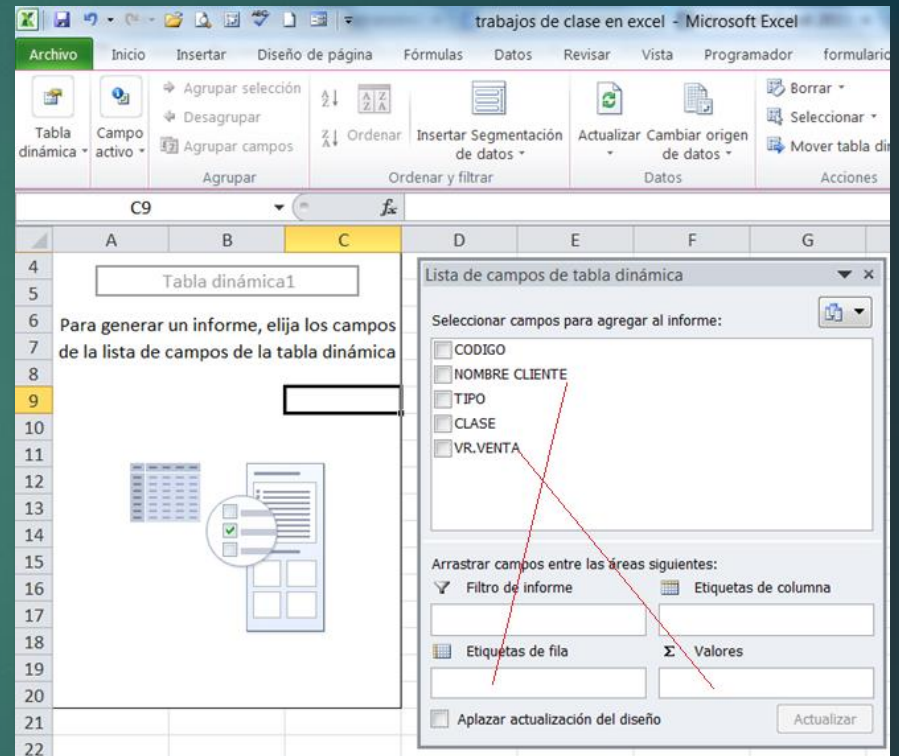 trabajos de clase en excel - Microsoft Excel
Archivo Inicio Insertar Diseño de página Fórmulas Datos Revisar Vista Programador formulario
Tabla dinámica
Campo activo
Agrupar selección
Desagrupar
Agrupar campos
Agrupar
Ordenar
Insertar Segmentación de datos
Ordenar y filtrar
Actualizar
Cambiar origen de datos
Datos
Borrar
Seleccionar
Mover tabla
Acciones
C9 fx
A B C D E F G
4
5
6
7
8
9
10
11
12
13
14
15
16
17
18
19
20
21
22
Tabla dinámica1
Para generar un informe, elija los campos
de la lista de campos de la tabla dinámica
Lista de campos de tabla dinámica
Seleccionar campos para agregar al informe:
CODIGO
NOMBRE CLIENTE
TIPO
CLASE
VR.VENTA
Arrastrar campos entre las áreas siguientes:
Filtro de informe Etiquetas de columna
Etiquetas de fila Σ Valores
Aplazar actualización del diseño Actualizar